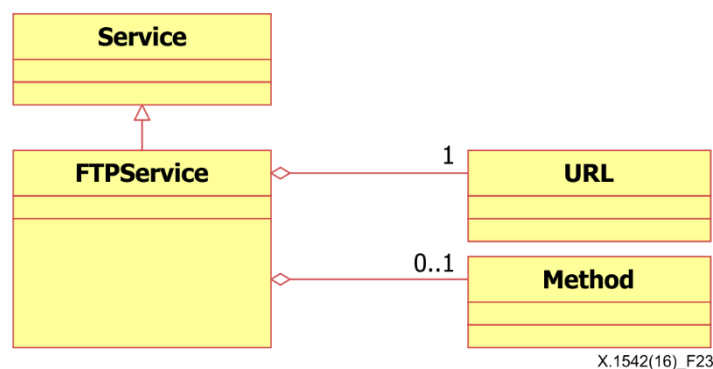 Service
FTPService
1
URL
0..1
Method
X.1542(16)_F23